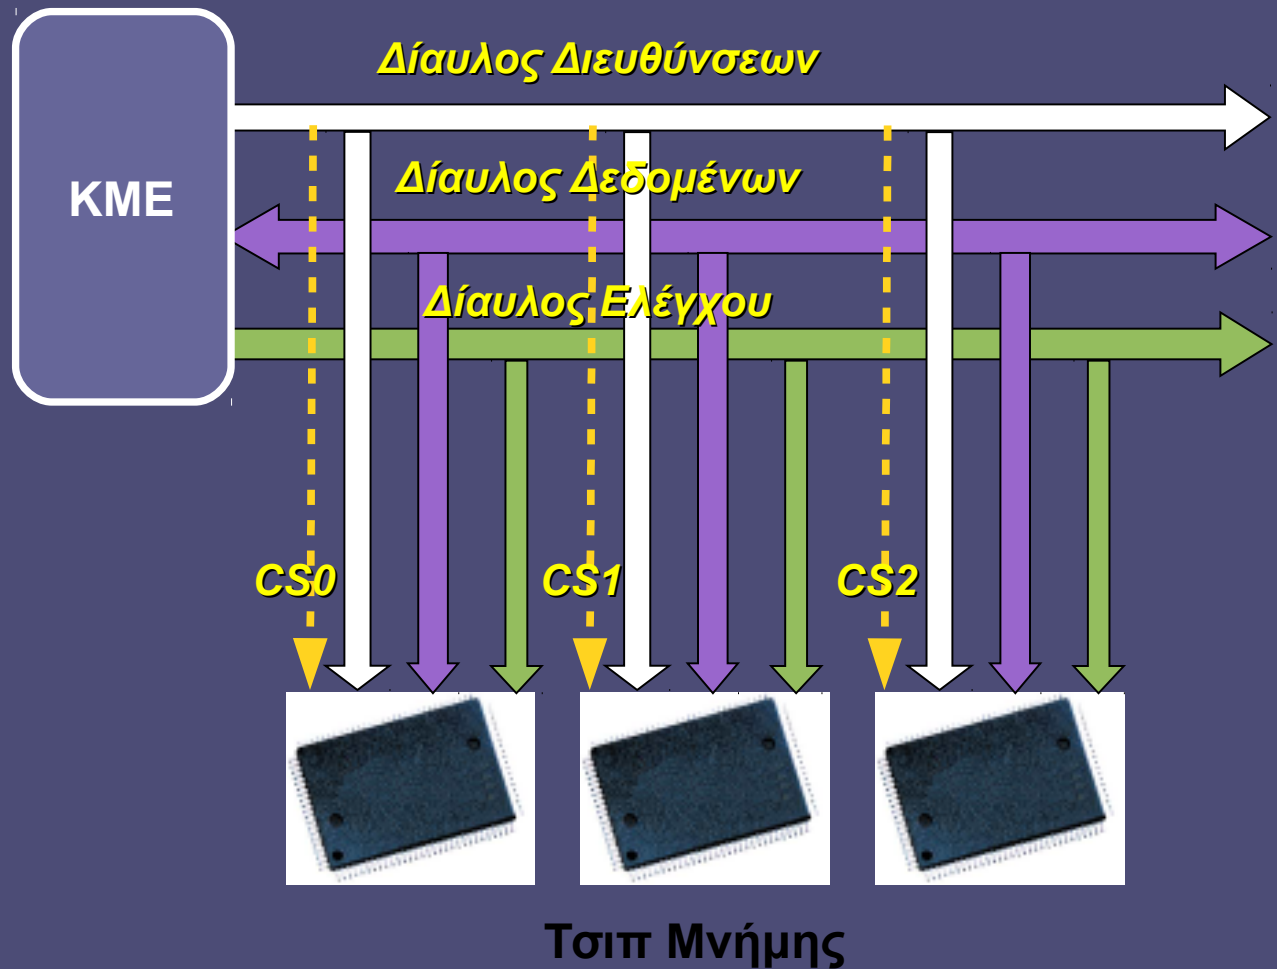 Δίαυλος Διευθύνσεων
ΚΜΕ
Δίαυλος Δεδομένων
Δίαυλος Ελέγχου
CS0
CS1
CS2
Τσιπ Μνήμης